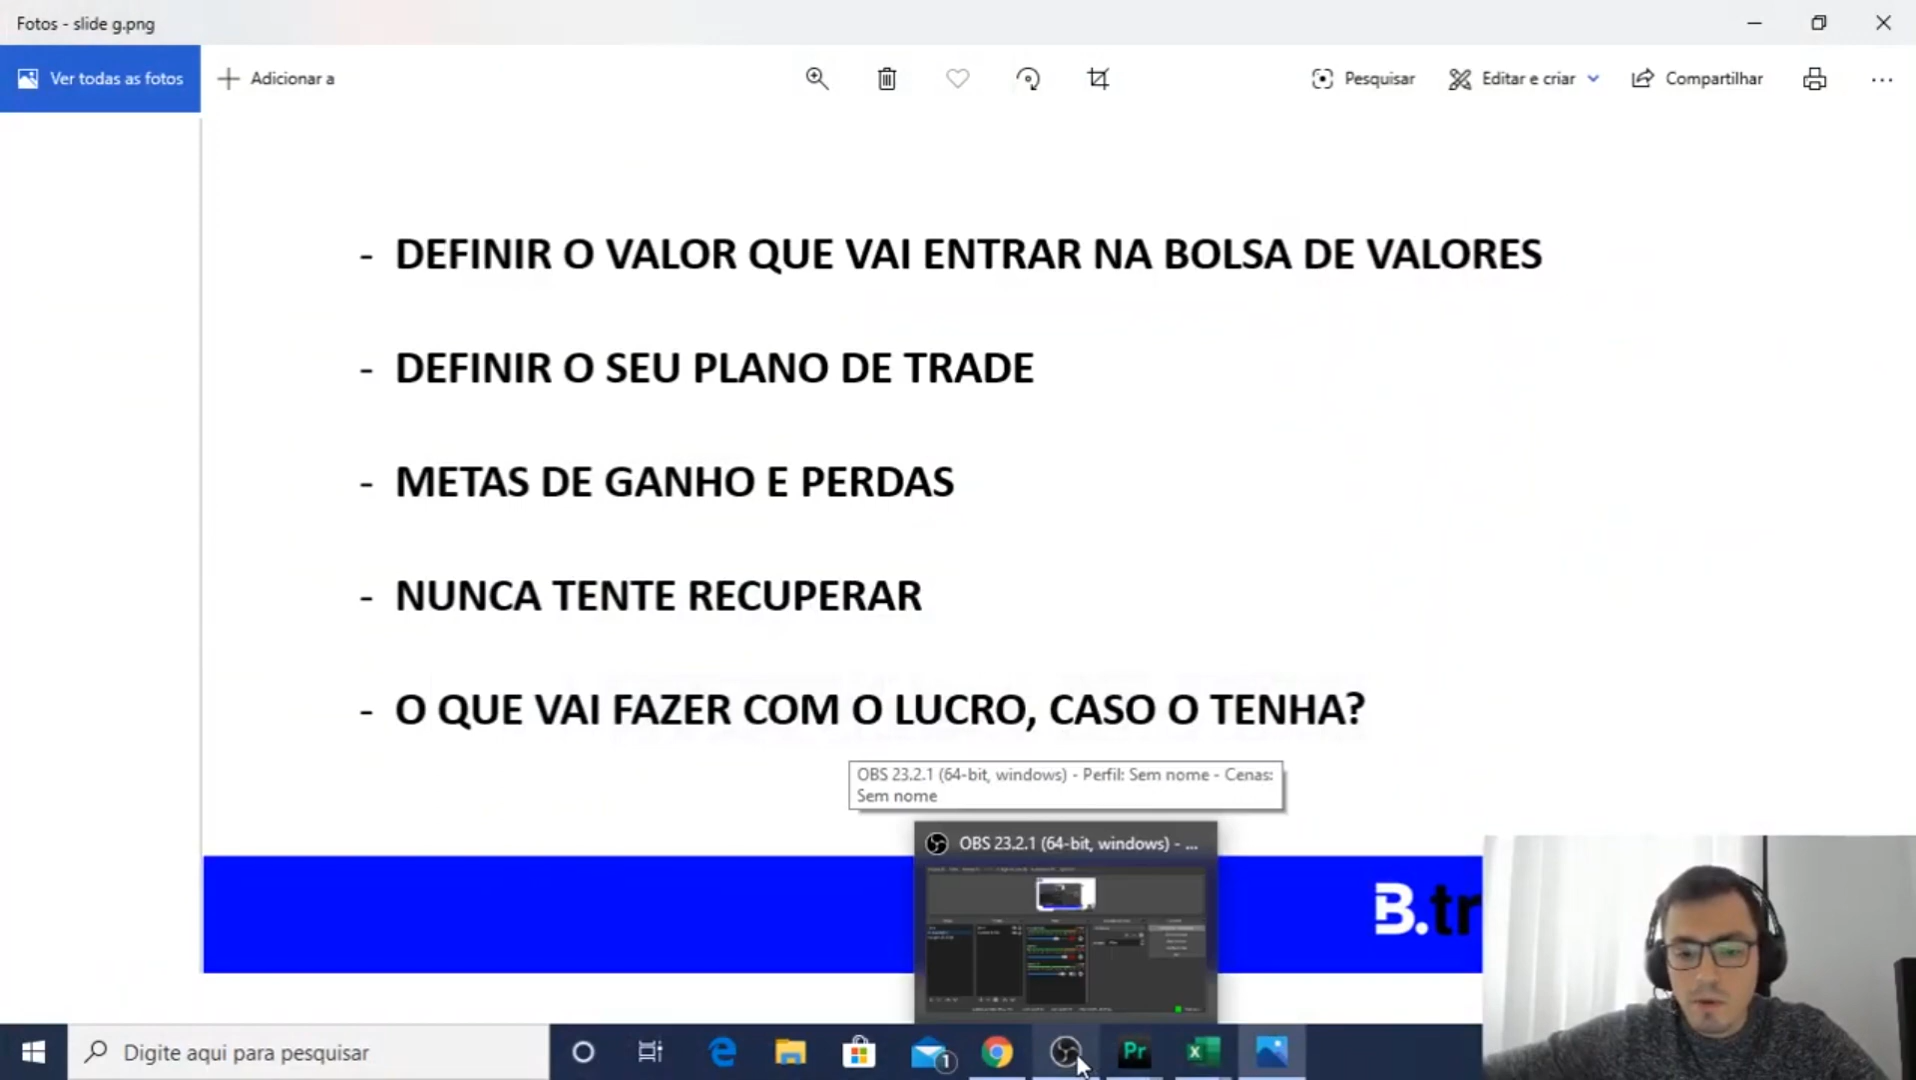 Fotos - slide g.png
Ver todas as fotos
Adicionar a
Pesquisar
Editar e criar
Compartilhar
- DEFINIR O VALOR QUE VAI ENTRAR NA BOLSA DE VALORES
- DEFINIR O SEU PLANO DE TRADE
- METAS DE GANHO E PERDAS
- NUNCA TENTE RECUPERAR
- O QUE VAI FAZER COM O LUCRO, CASO O TENHA?
OBS 23.2.1 (64-bit, windows) - Perfil: Sem nome - Cenas:
Sem nome
OBS 23.2.1 (64-bit, windows) - ...
B.tr
Digite aqui para pesquisar
1
Pr